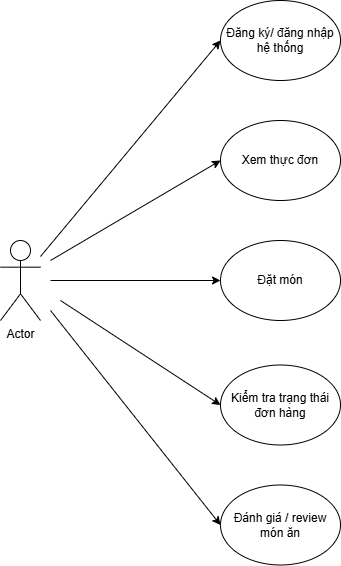 Đăng ký/ đăng nhập
hệ thống
Xem thực đơn
Đặt món
Actor
Kiểm tra trạng thái
đơn hàng
Đánh giá / review
món ăn